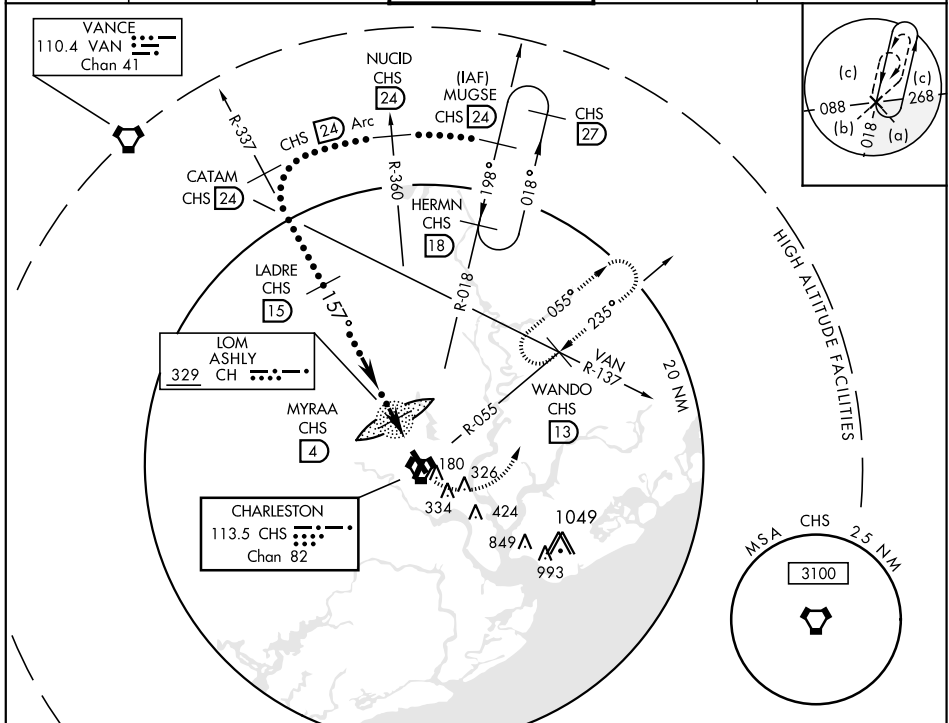 VANCE
110.4 VAN
Chan 41
NUCID
CHS
24
(IAF)
MUGSE
CHS 24
CHS
27
R-337
CHS 24 Arc
CATAM
CHS 24
R-360
HERMN
CHS
18
198°
018°
R-018
LADRE
CHS
15
157°
055°
235°
LOM
ASHLY
329 CH
VAN
R-137
WANDO
CHS
13
R-055
20 NM
HIGH ALTITUDE FACILITIES
MYRAA
CHS
4
180
326
334
424
849
1049
993
CHARLESTON
113.5 CHS
Chan 82
MSA CHS 25 NM
3100
(c)
(c)
088
268
(b)
018
(a)